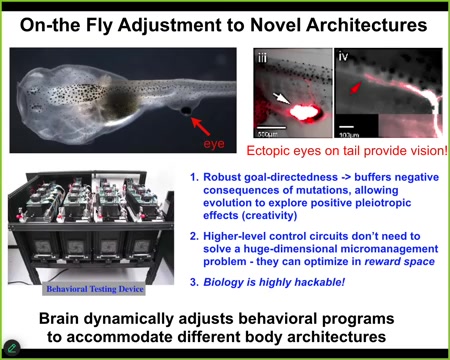 On-the Fly Adjustment to Novel Architectures
eye
iii
iv
500µm
100µm
Ectopic eyes on tail provide vision!
1. Robust goal-directedness -> buffers negative
consequences of mutations, allowing
evolution to explore positive pleiotropic
effects (creativity)
2. Higher-level control circuits don't need to
solve a huge-dimensional micromanagement
problem - they can optimize in reward space
3. Biology is highly hackable!
Behavioral Testing Device
Brain dynamically adjusts behavioral programs
to accommodate different body architectures